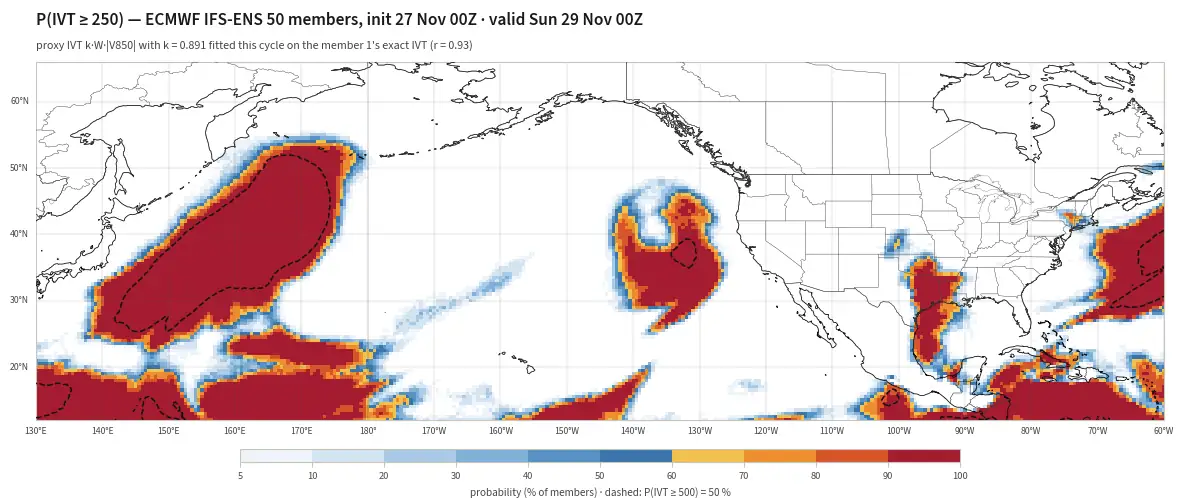 P(IVT ≥ 250) — ECMWF IFS-ENS 50 members, init 27 Nov 00Z · valid Sun 29 Nov 00Z
proxy IVT k·W·|V850| with k = 0.891 fitted this cycle on the member 1's exact IVT (r = 0.93)
60°N
50°N
40°N
30°N
20°N
130°E 140°E 150°E 160°E 170°E 180° 170°W 160°W 150°W 140°W 130°W 120°W 110°W 100°W 90°W 80°W 70°W 60°W
5 10 20 30 40 50 60 70 80 90 100
probability (% of members) · dashed: P(IVT ≥ 500) = 50 %